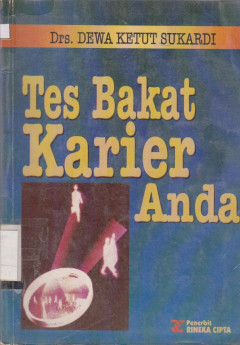 Drs. DEWA KETUT SUKARDI
Tes Bakat
Karier
Anda
Penerbit
RINEKA CIPTA